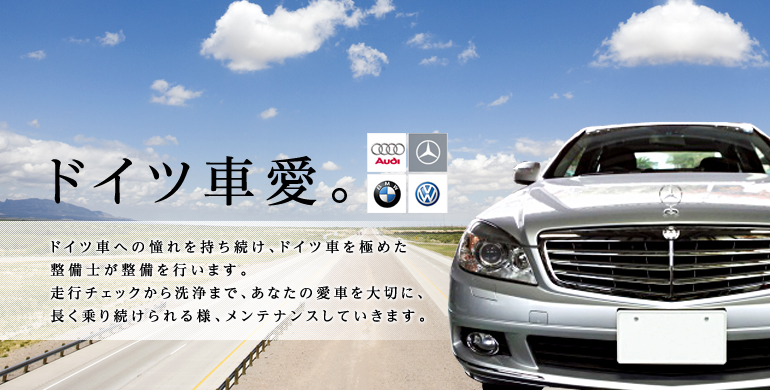 ドイツ車愛。
Audi
BMW
ドイツ車への憧れを持ち続け、ドイツ車を極めた
整備士が整備を行います。
走行チェックから洗浄まで、あなたの愛車を大切に、
長く乗り続けられる様、メンテナンスしていきます。